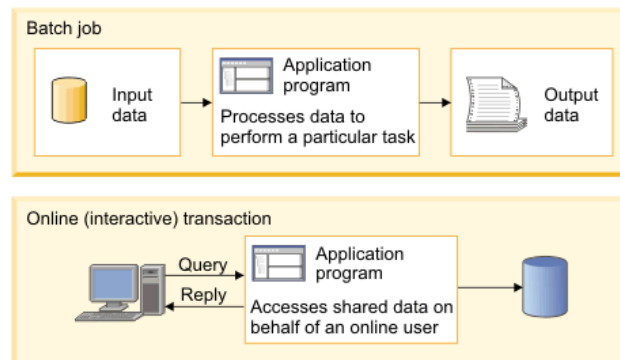 Batch job
Input
data
Application
program
Processes data to
perform a particular task
Output
data
Online (interactive) transaction
Query
Reply
Application
program
Accesses shared data on
behalf of an online user